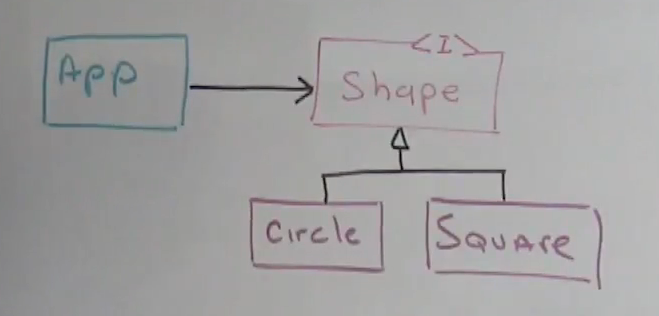 <I>
App
Shape
Circle
Square